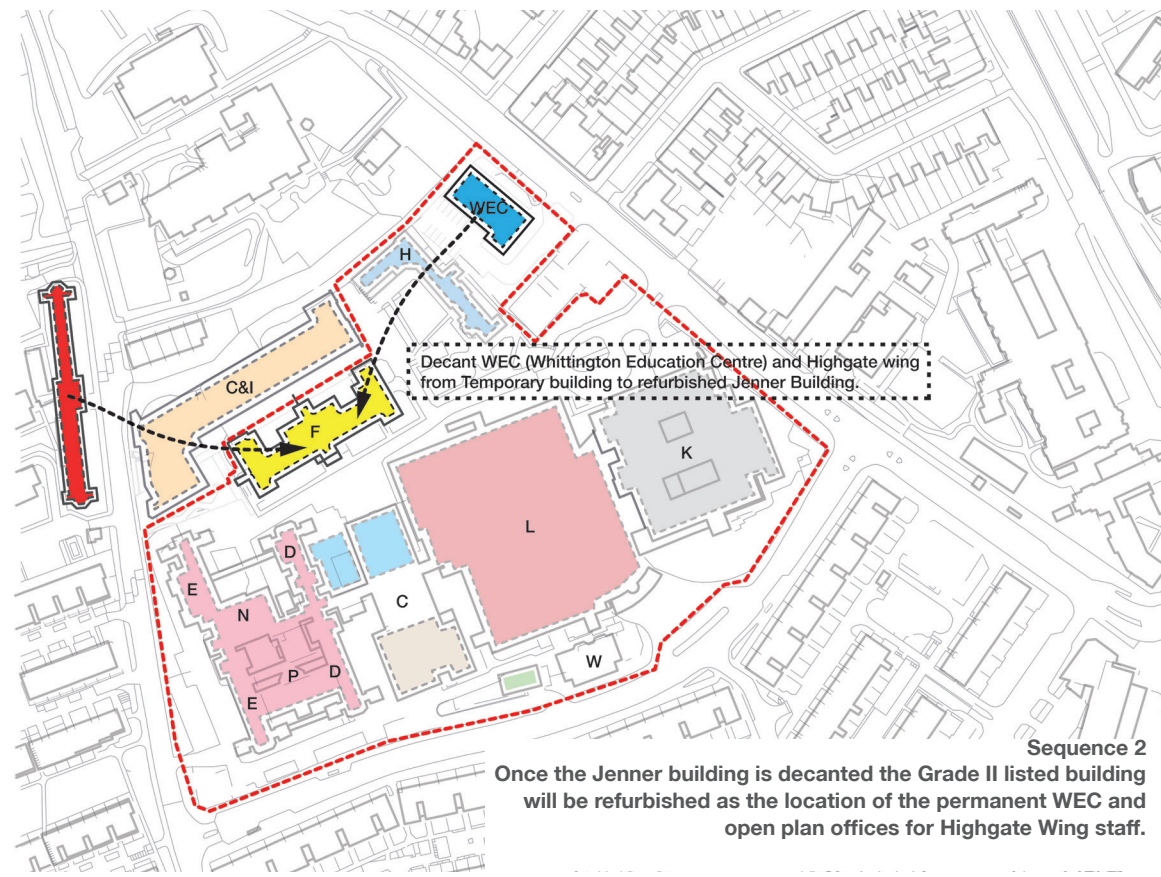 WEC
H
Decant WEC (Whittington Education Centre) and Highgate wing
from Temporary building to refurbished Jenner Building.
C&I
F
K
L
D
E
N
C
W
P
D
E
Sequence 2
Once the Jenner building is decanted the Grade II listed building
will be refurbished as the location of the permanent WEC and
open plan offices for Highgate Wing staff.